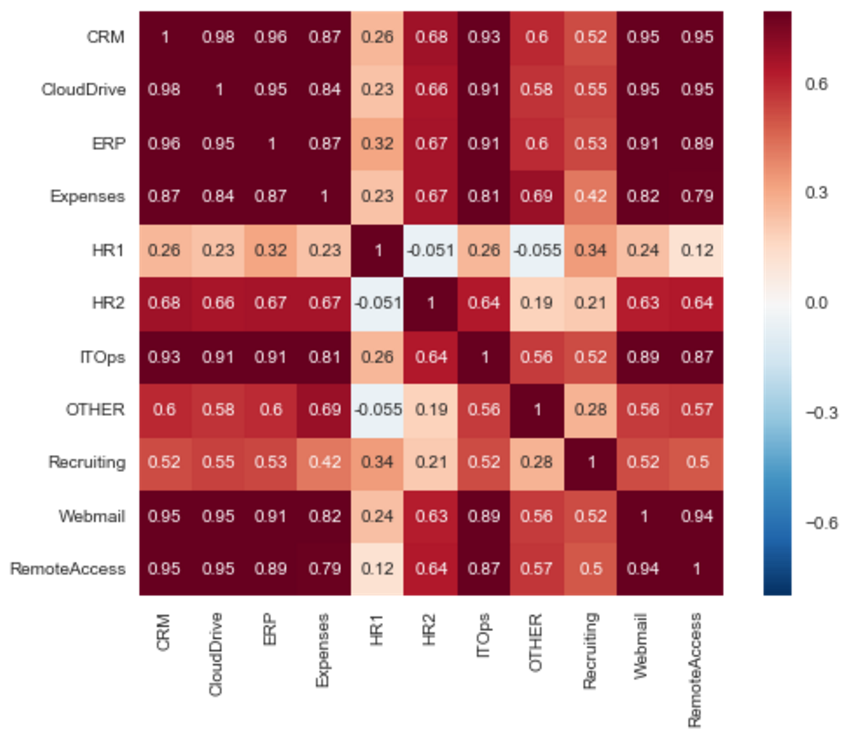 CRM 1 0.98 0.96 0.87 0.26 0.68 0.93 0.6 0.52 0.95 0.95
CloudDrive 0.98 1 0.95 0.84 0.23 0.66 0.91 0.58 0.55 0.95 0.95
ERP 0.96 0.95 1 0.87 0.32 0.67 0.91 0.6 0.53 0.91 0.89
Expenses 0.87 0.84 0.87 1 0.23 0.67 0.81 0.69 0.42 0.82 0.79
HR1 0.26 0.23 0.32 0.23 1 -0.051 0.26 -0.055 0.34 0.24 0.12
HR2 0.68 0.66 0.67 0.67 -0.051 1 0.64 0.19 0.21 0.63 0.64
ITOps 0.93 0.91 0.91 0.81 0.26 0.64 1 0.56 0.52 0.89 0.87
OTHER 0.6 0.58 0.6 0.69 -0.055 0.19 0.56 1 0.28 0.56 0.57
Recruiting 0.52 0.55 0.53 0.42 0.34 0.21 0.52 0.28 1 0.52 0.5
Webmail 0.95 0.95 0.91 0.82 0.24 0.63 0.89 0.56 0.52 1 0.94
RemoteAccess 0.95 0.95 0.89 0.79 0.12 0.64 0.87 0.57 0.5 0.94 1
CRM CloudDrive ERP Expenses HR1 HR2 ITOps OTHER Recruiting Webmail RemoteAccess
0.6
0.3
0.0
−0.3
−0.6